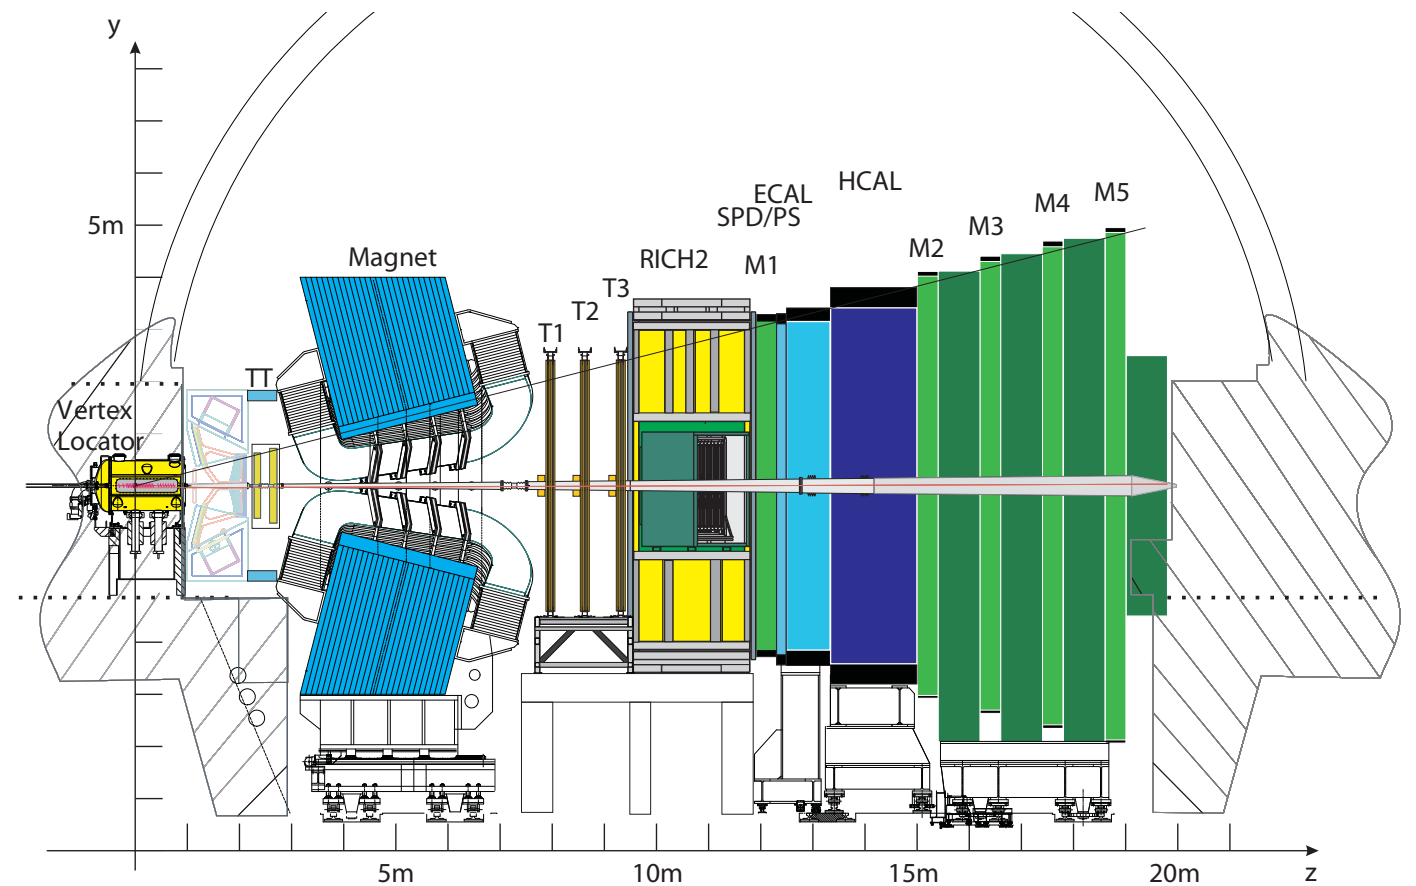 y
5m
Magnet
T1
T2
T3
RICH2
M1
SPD/PS
ECAL
HCAL
M2
M3
M4
M5
TT
Vertex
Locator
5m
10m
15m
20m
z